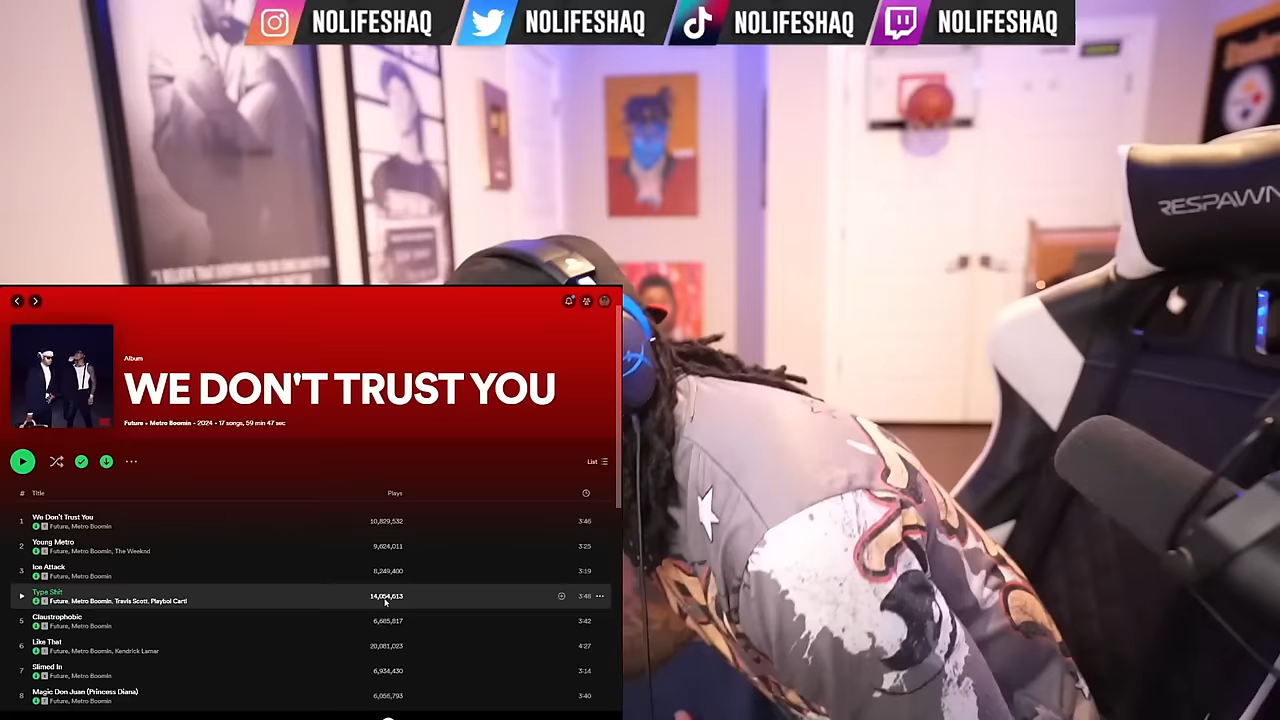 NOLIFESHAQ NOLIFESHAQ NOLIFESHAQ NOLIFESHAQ
RESPAWN
Album
WE DON'T TRUST YOU
Future • Metro Boomin • 2024 • 17 songs, 59 min 47 sec
List
# Title Plays
1 We Don't Trust You 10,829,532 3:46
E Future, Metro Boomin
2 Young Metro 9,624,011 3:25
E Future, Metro Boomin, The Weeknd
3 Ice Attack 8,249,400 3:19
E Future, Metro Boomin
Type Shit 14,054,613 3:48
E Future, Metro Boomin, Travis Scott, Playboi Carti
5 Claustrophobic 6,685,817 3:42
E Future, Metro Boomin
6 Like That 20,081,023 4:27
E Future, Metro Boomin, Kendrick Lamar
7 Slimed In 6,934,430 3:14
E Future, Metro Boomin
8 Magic Don Juan (Princess Diana) 6,056,793 3:40
E Future, Metro Boomin